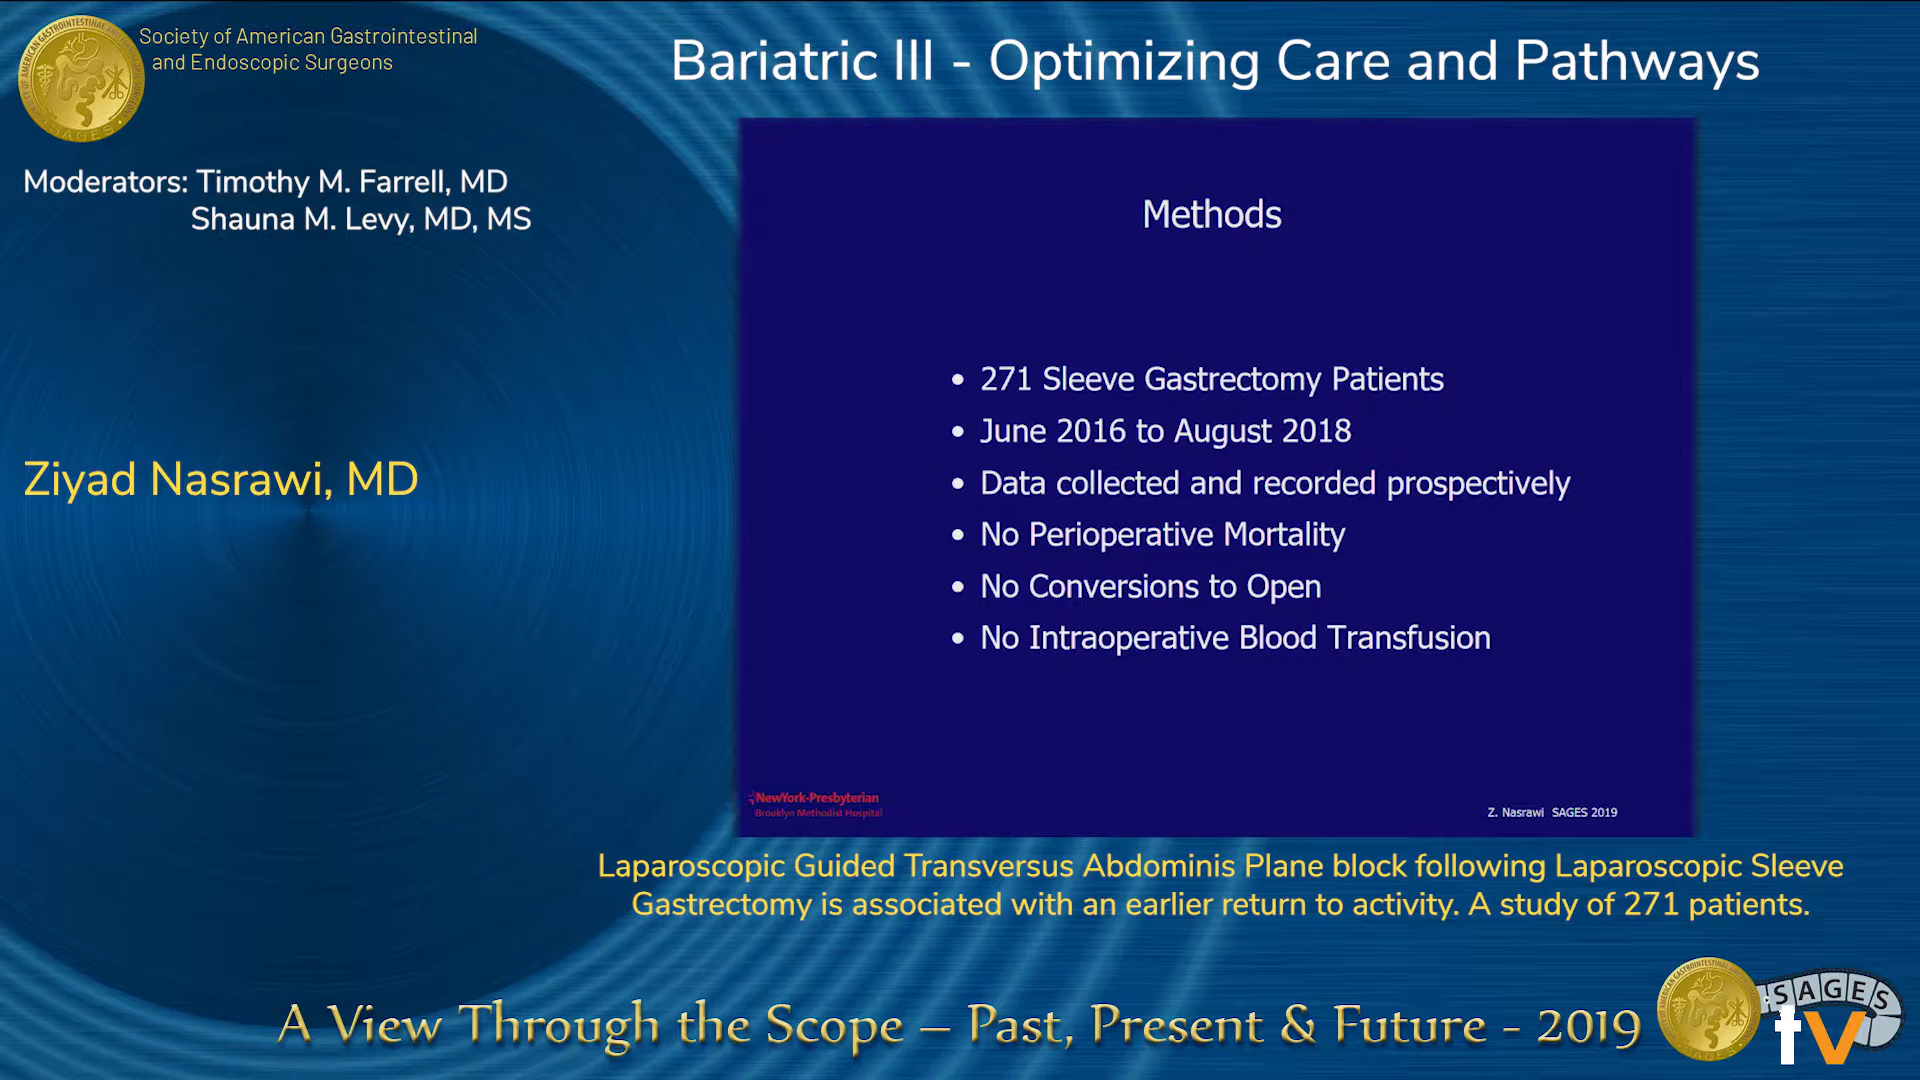 Society of American Gastrointestinal
and Endoscopic Surgeons
Bariatric III - Optimizing Care and Pathways
Moderators: Timothy M. Farrell, MD
Shauna M. Levy, MD, MS
Ziyad Nasrawi, MD
Methods
• 271 Sleeve Gastrectomy Patients
• June 2016 to August 2018
• Data collected and recorded prospectively
• No Perioperative Mortality
• No Conversions to Open
• No Intraoperative Blood Transfusion
NewYork-Presbyterian
Brooklyn Methodist Hospital
Z. Nasrawi SAGES 2019
Laparoscopic Guided Transversus Abdominis Plane block following Laparoscopic Sleeve
Gastrectomy is associated with an earlier return to activity. A study of 271 patients.
A View Through the Scope – Past, Present & Future - 2019
SAGES
tv